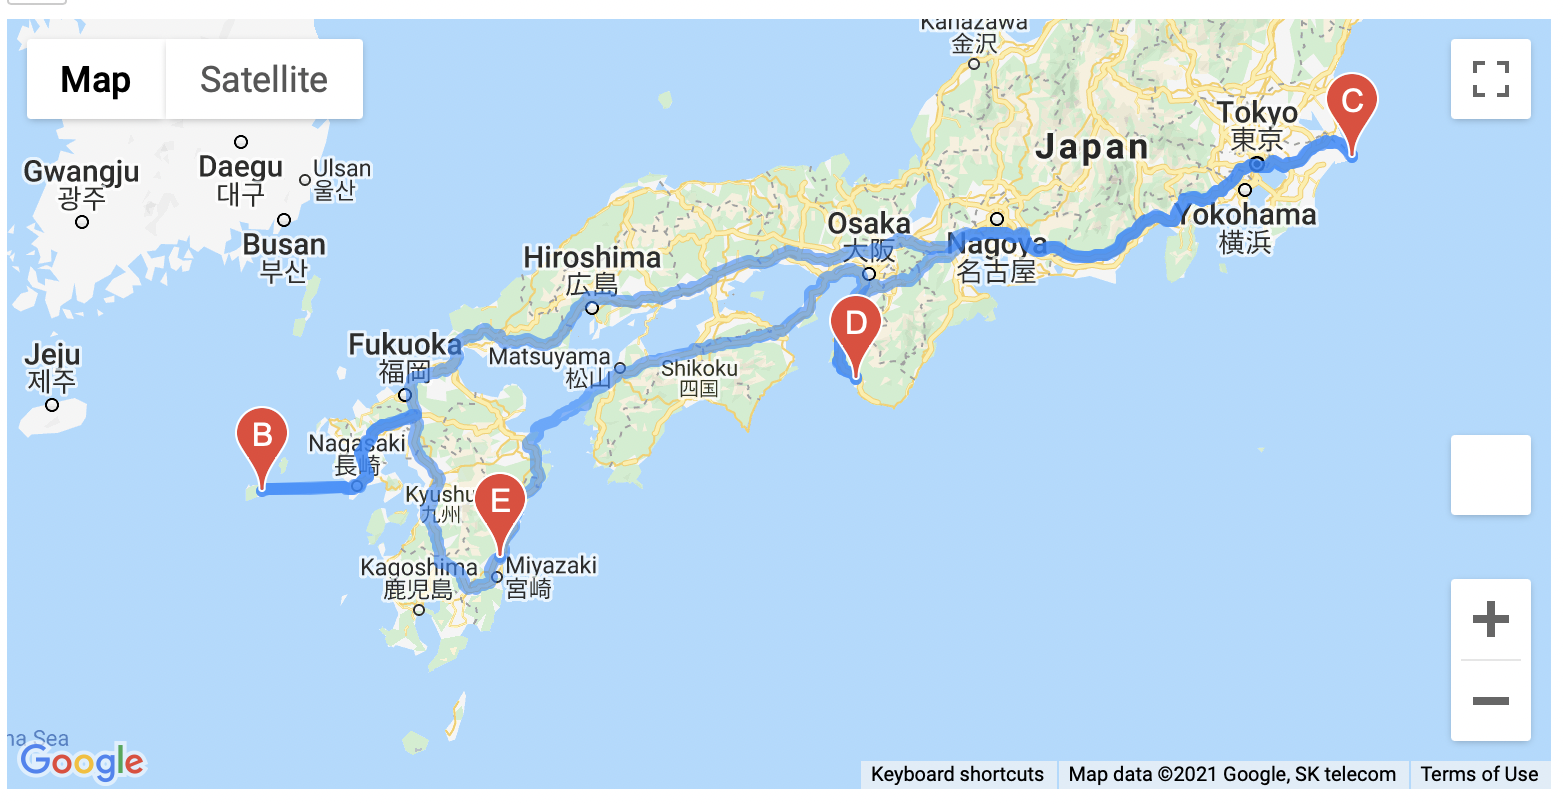 Kanazawa
金沢
Map
Satellite
C
Tokyo
東京
Japan
Gwangju
광주
Daegu
대구
Ulsan
울산
Yokohama
横浜
Osaka
大阪
Nagoya
名古屋
Busan
부산
Hiroshima
広島
D
Jeju
제주
Fukuoka
福岡
Matsuyama
松山
Shikoku
四国
B
Nagasaki
長崎
Kyushu
九州
E
Kagoshima
鹿児島
Miyazaki
宮崎
na Sea
Google
Keyboard shortcuts
Map data ©2021 Google, SK telecom
Terms of Use